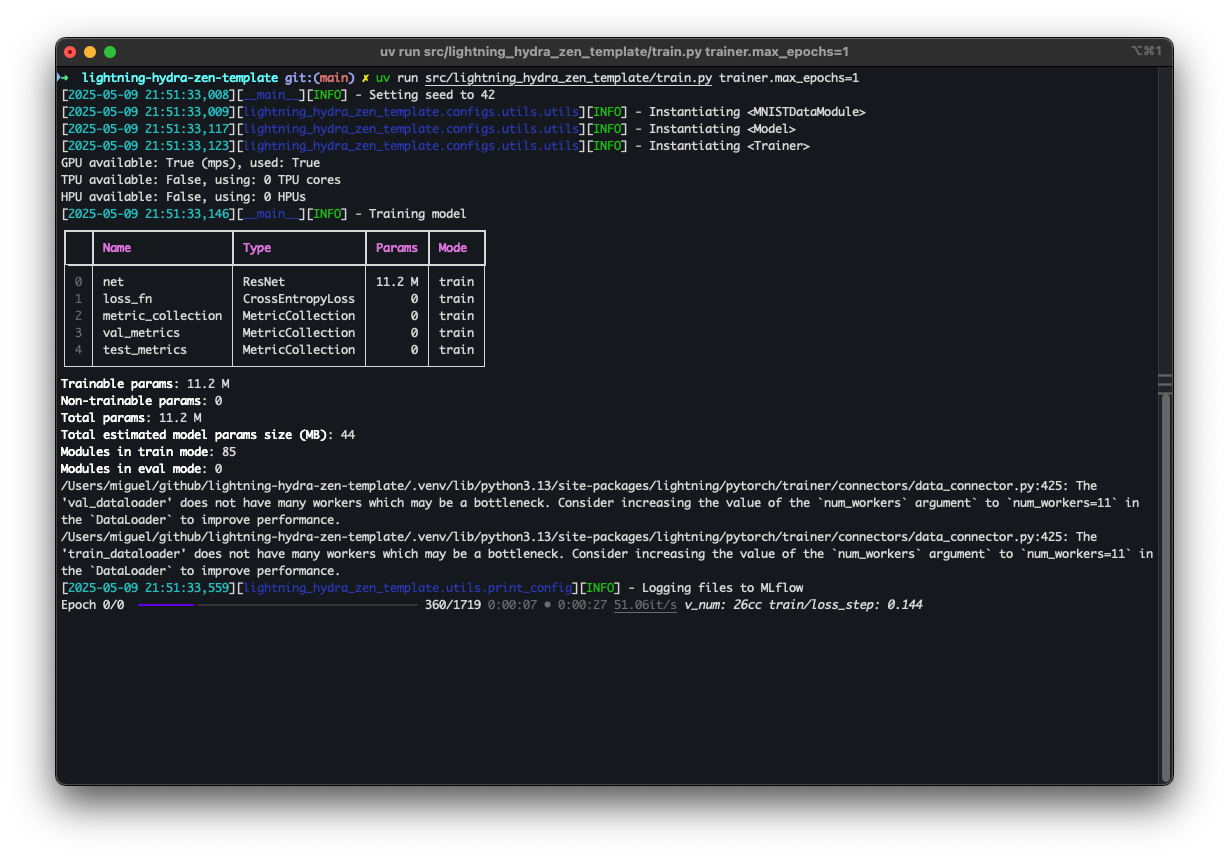 uv run src/lightning_hydra_zen_template/train.py trainer.max_epochs=1
⌥⌘1
→ lightning-hydra-zen-template git:(main) ✗ uv run src/lightning_hydra_zen_template/train.py trainer.max_epochs=1
[2025-05-09 21:51:33,008][__main__][INFO] - Setting seed to 42
[2025-05-09 21:51:33,009][lightning_hydra_zen_template.configs.utils.utils][INFO] - Instantiating <MNISTDataModule>
[2025-05-09 21:51:33,117][lightning_hydra_zen_template.configs.utils.utils][INFO] - Instantiating <Model>
[2025-05-09 21:51:33,123][lightning_hydra_zen_template.configs.utils.utils][INFO] - Instantiating <Trainer>
GPU available: True (mps), used: True
TPU available: False, using: 0 TPU cores
HPU available: False, using: 0 HPUs
[2025-05-09 21:51:33,146][__main__][INFO] - Training model
Name Type Params Mode
0 net ResNet 11.2 M train
1 loss_fn CrossEntropyLoss 0 train
2 metric_collection MetricCollection 0 train
3 val_metrics MetricCollection 0 train
4 test_metrics MetricCollection 0 train
Trainable params: 11.2 M
Non-trainable params: 0
Total params: 11.2 M
Total estimated model params size (MB): 44
Modules in train mode: 85
Modules in eval mode: 0
/Users/miguel/github/lightning-hydra-zen-template/.venv/lib/python3.13/site-packages/lightning/pytorch/trainer/connectors/data_connector.py:425: The
'val_dataloader' does not have many workers which may be a bottleneck. Consider increasing the value of the `num_workers` argument` to `num_workers=11` in
the `DataLoader` to improve performance.
/Users/miguel/github/lightning-hydra-zen-template/.venv/lib/python3.13/site-packages/lightning/pytorch/trainer/connectors/data_connector.py:425: The
'train_dataloader' does not have many workers which may be a bottleneck. Consider increasing the value of the `num_workers` argument` to `num_workers=11` in
the `DataLoader` to improve performance.
[2025-05-09 21:51:33,559][lightning_hydra_zen_template.utils.print_config][INFO] - Logging files to MLflow
Epoch 0/0 360/1719 0:00:07 • 0:00:27 51.06it/s v_num: 26cc train/loss_step: 0.144